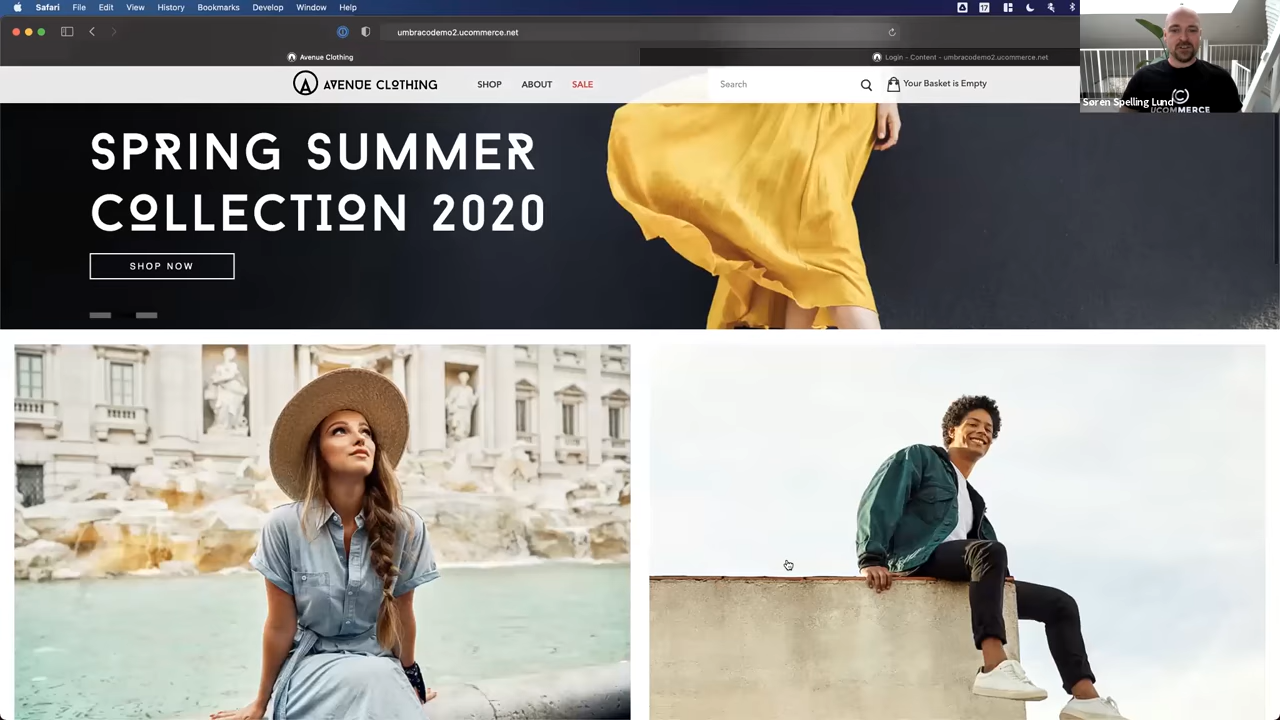 Safari File Edit View History Bookmarks Develop Window Help
17
umbracodemo2.ucommerce.net
Avenue Clothing
Login - Content - umbracodemo2.ucommerce.net
AVENUE CLOTHING
SHOP
ABOUT
SALE
Search
Your Basket is Empty
Søren Spelling Lund
UCOMMERCE
SPRING SUMMER
COLLECTION 2020
SHOP NOW